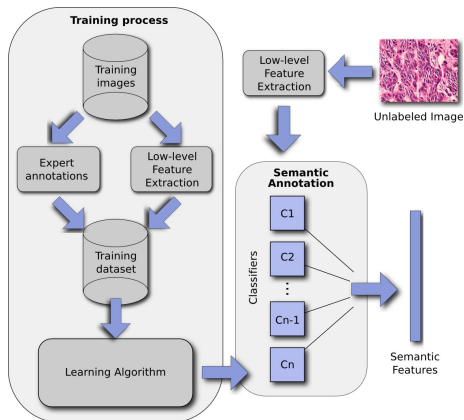 Training process
Training
images
Expert
annotations
Low-level
Feature
Extraction
Training
dataset
Learning Algorithm
Low-level
Feature
Extraction
Unlabeled Image
Semantic
Annotation
Classifiers
C1
C2
Cn-1
Cn
Semantic
Features